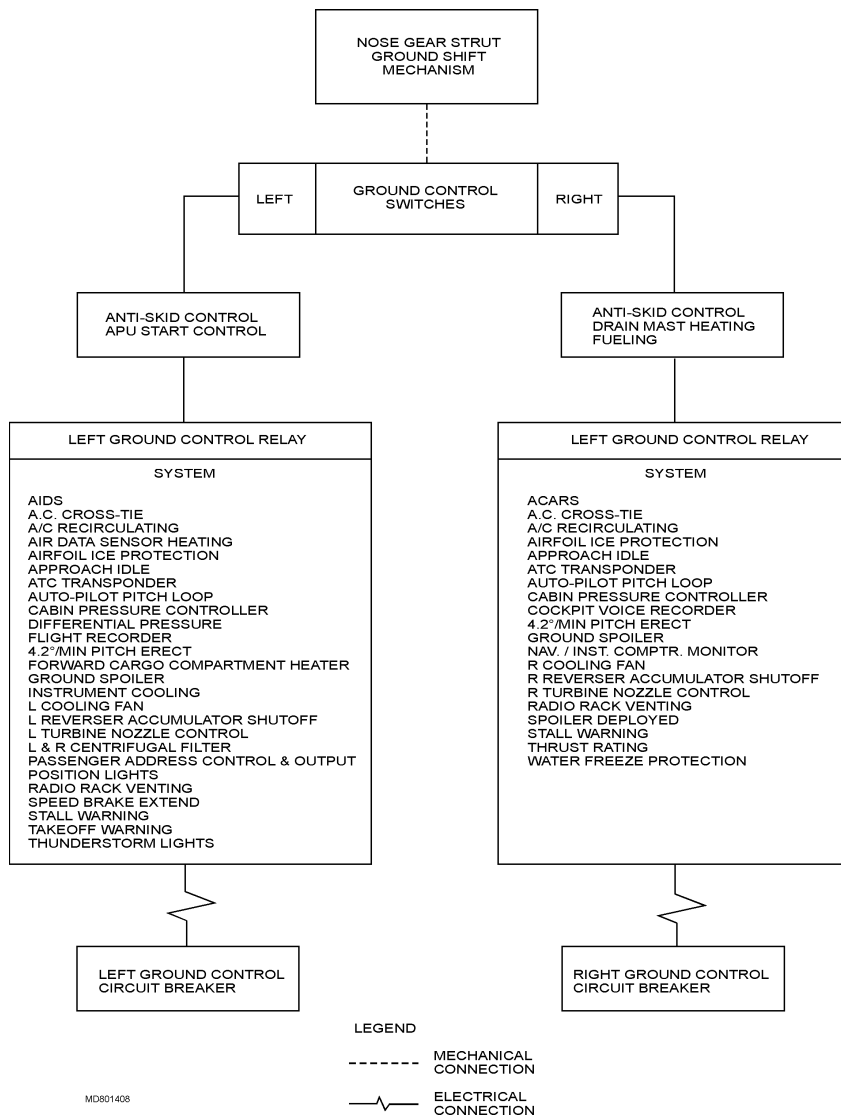 NOSE GEAR STRUT
GROUND SHIFT
MECHANISM
LEFT
GROUND CONTROL
SWITCHES
RIGHT
ANTI-SKID CONTROL
APU START CONTROL
ANTI-SKID CONTROL
DRAIN MAST HEATING
FUELING
LEFT GROUND CONTROL RELAY
SYSTEM
AIDS
A.C. CROSS-TIE
A/C RECIRCULATING
AIR DATA SENSOR HEATING
AIRFOIL ICE PROTECTION
APPROACH IDLE
ATC TRANSPONDER
AUTO-PILOT PITCH LOOP
CABIN PRESSURE CONTROLLER
DIFFERENTIAL PRESSURE
FLIGHT RECORDER
4.2°/MIN PITCH ERECT
FORWARD CARGO COMPARTMENT HEATER
GROUND SPOILER
INSTRUMENT COOLING
L COOLING FAN
L REVERSER ACCUMULATOR SHUTOFF
L TURBINE NOZZLE CONTROL
L & R CENTRIFUGAL FILTER
PASSENGER ADDRESS CONTROL & OUTPUT
POSITION LIGHTS
RADIO RACK VENTING
SPEED BRAKE EXTEND
STALL WARNING
TAKEOFF WARNING
THUNDERSTORM LIGHTS
LEFT GROUND CONTROL RELAY
SYSTEM
ACARS
A.C. CROSS-TIE
A/C RECIRCULATING
AIRFOIL ICE PROTECTION
APPROACH IDLE
ATC TRANSPONDER
AUTO-PILOT PITCH LOOP
CABIN PRESSURE CONTROLLER
COCKPIT VOICE RECORDER
4.2°/MIN PITCH ERECT
GROUND SPOILER
NAV. / INST. COMPTR. MONITOR
R COOLING FAN
R REVERSER ACCUMULATOR SHUTOFF
R TURBINE NOZZLE CONTROL
RADIO RACK VENTING
SPOILER DEPLOYED
STALL WARNING
THRUST RATING
WATER FREEZE PROTECTION
LEFT GROUND CONTROL
CIRCUIT BREAKER
RIGHT GROUND CONTROL
CIRCUIT BREAKER
LEGEND
MECHANICAL
CONNECTION
ELECTRICAL
CONNECTION
MD801408